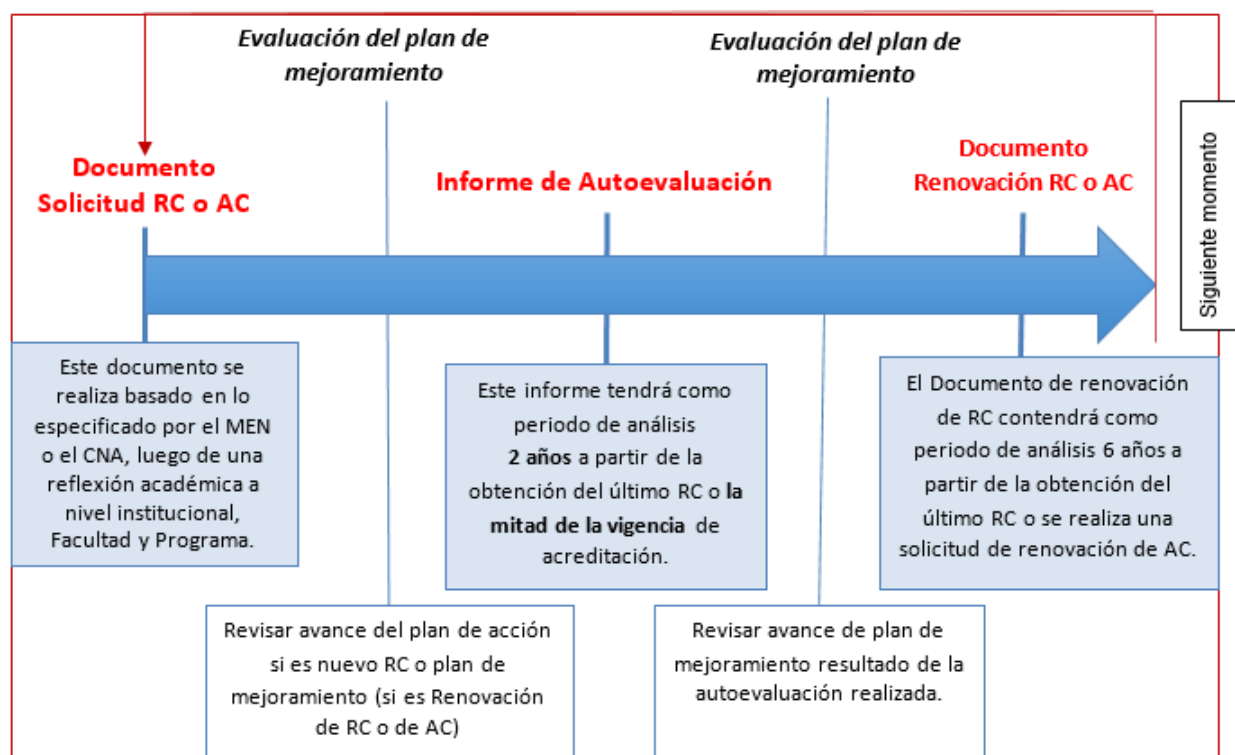 Evaluación del plan de
mejoramiento
Evaluación del plan de
mejoramiento
Documento
Solicitud RC o AC
Informe de Autoevaluación
Documento
Renovación RC o AC
Siguiente momento
Este documento se
realiza basado en lo
especificado por el MEN
o el CNA, luego de una
reflexión académica a
nivel institucional,
Facultad y Programa.
Este informe tendrá como
periodo de análisis
2 años a partir de la
obtención del último RC o la
mitad de la vigencia de
acreditación.
El Documento de renovación
de RC contendrá como
periodo de análisis 6 años a
partir de la obtención del
último RC o se realiza una
solicitud de renovación de AC.
Revisar avance del plan de acción
si es nuevo RC o plan de
mejoramiento (si es Renovación
de RC o de AC)
Revisar avance de plan de
mejoramiento resultado de la
autoevaluación realizada.